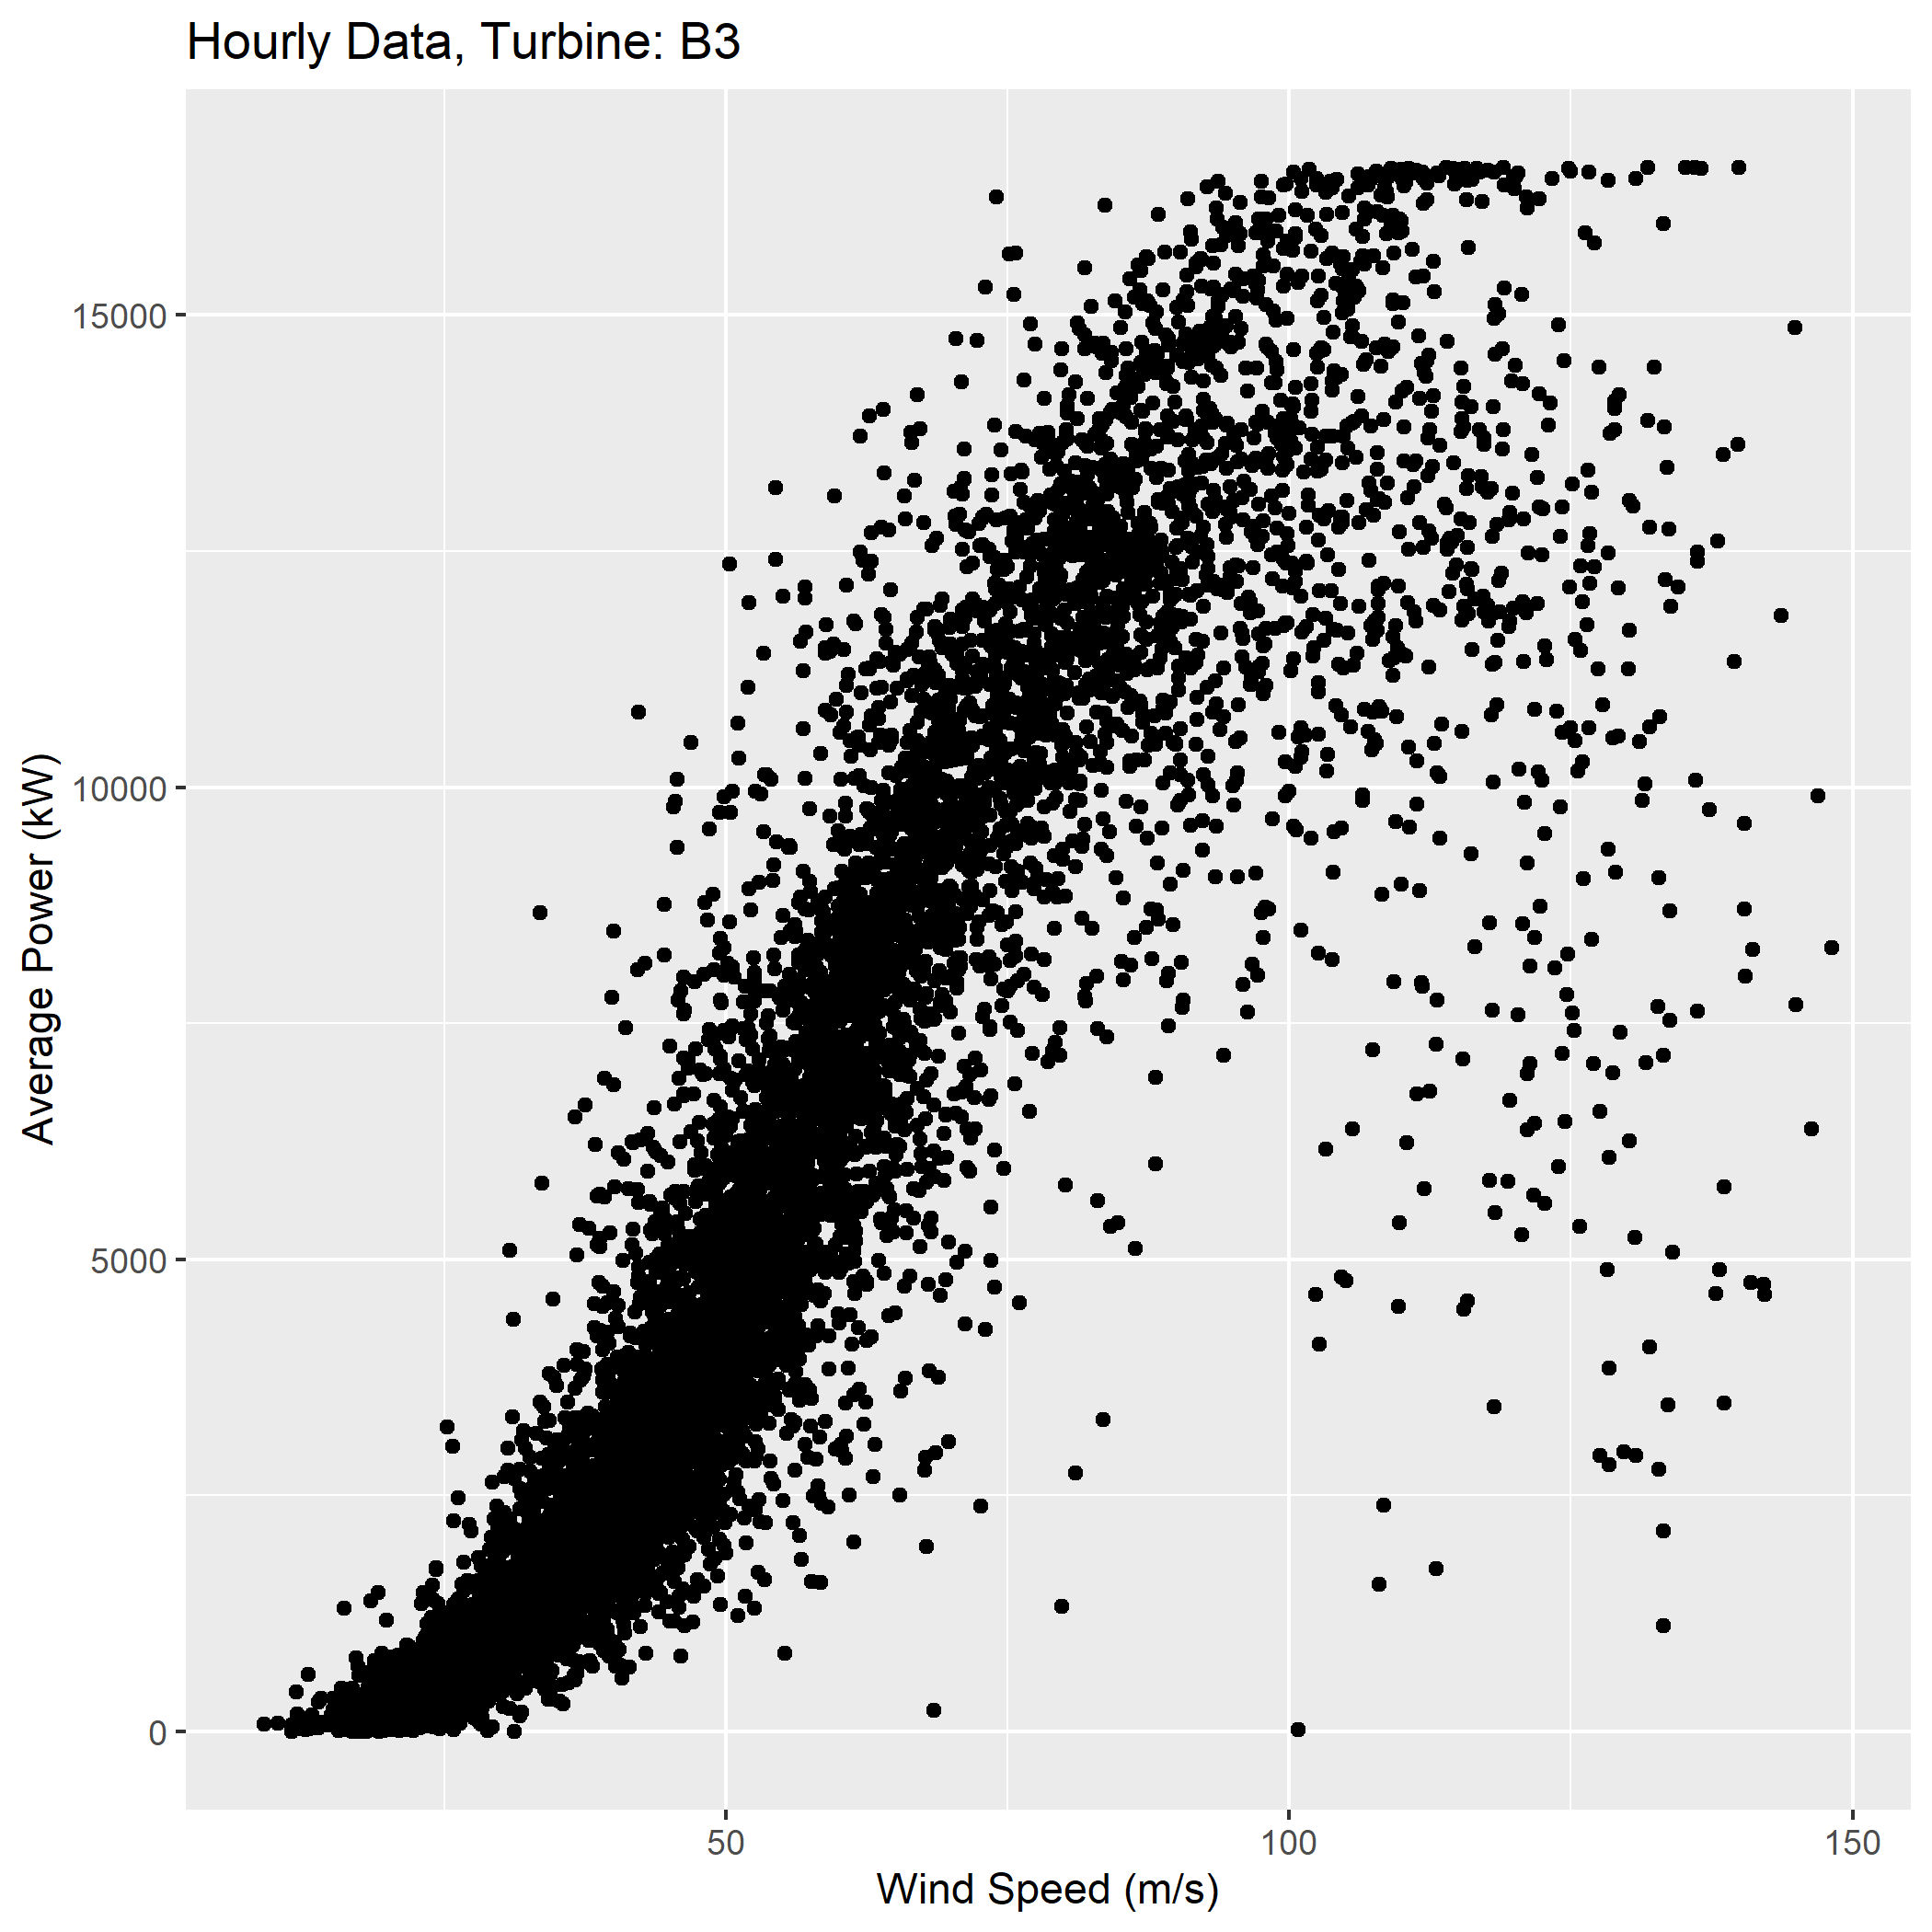 Hourly Data, Turbine: B3
Average Power (kW)
15000
10000
5000
0
50 100 150
Wind Speed (m/s)